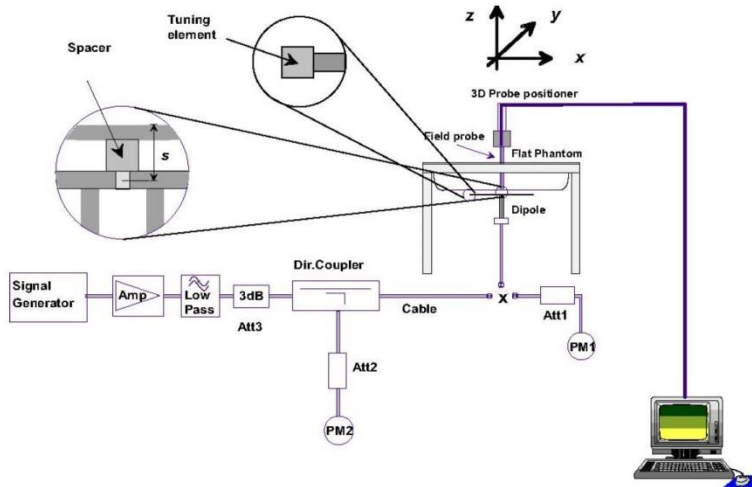 Tuning
element
Spacer
s
z
y
x
3D Probe positioner
Field probe
Flat Phantom
Dipole
Signal
Generator
Amp
Low
Pass
3dB
Att3
Dir.Coupler
Cable
x
Att1
PM1
Att2
PM2